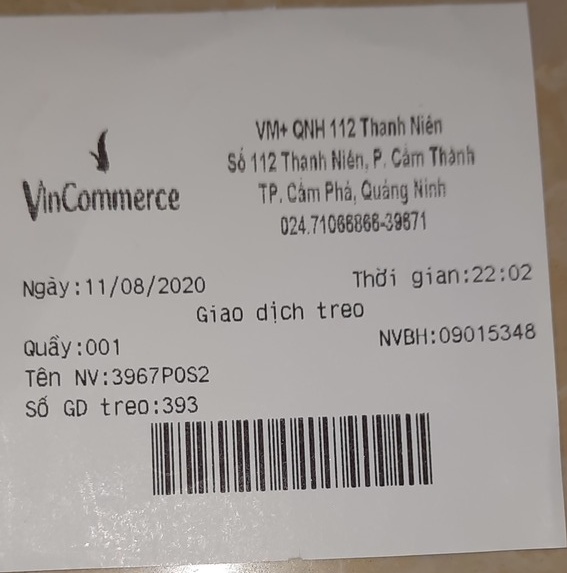 VinCommerce
VM+ QNH 112 Thanh Niên
Số 112 Thanh Niên, P. Cẩm Thành
TP. Cẩm Phả, Quảng Ninh
024.71066866-39671
Ngày:11/08/2020 Thời gian:22:02
Giao dịch treo
Quầy:001 NVBH:09015348
Tên NV:3967POS2
Số GD treo:393